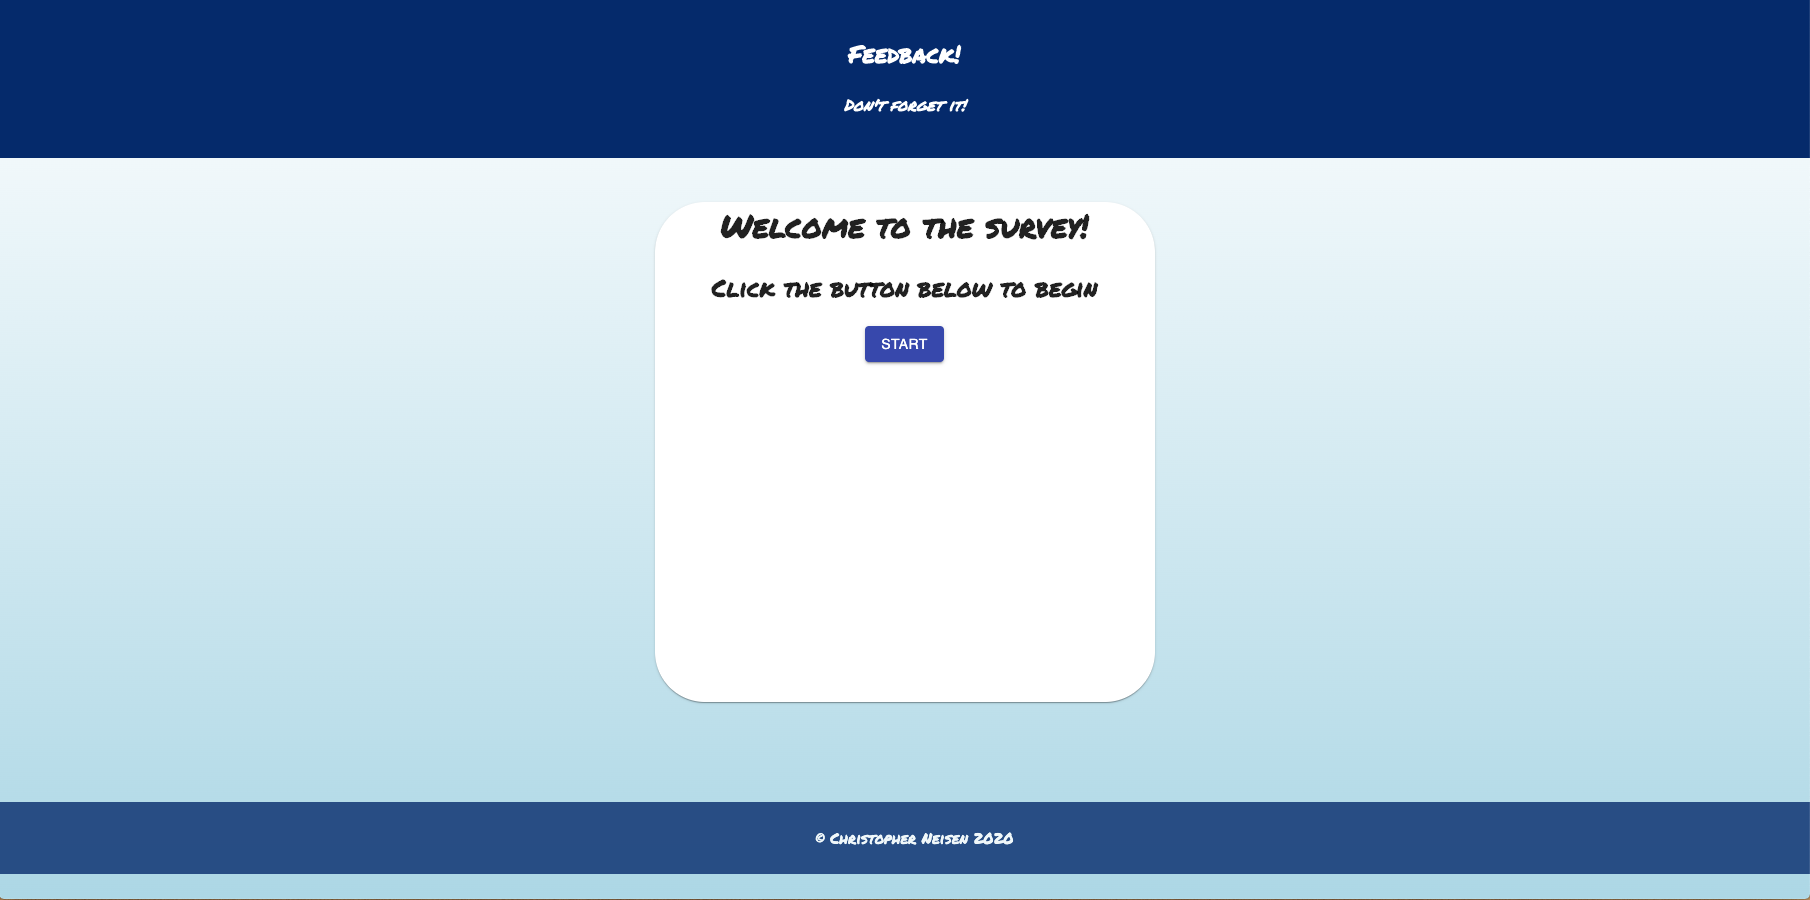 Feedback!
Don't forget it!
Welcome to the survey!
Click the button below to begin
START
© Christopher Neisen 2020